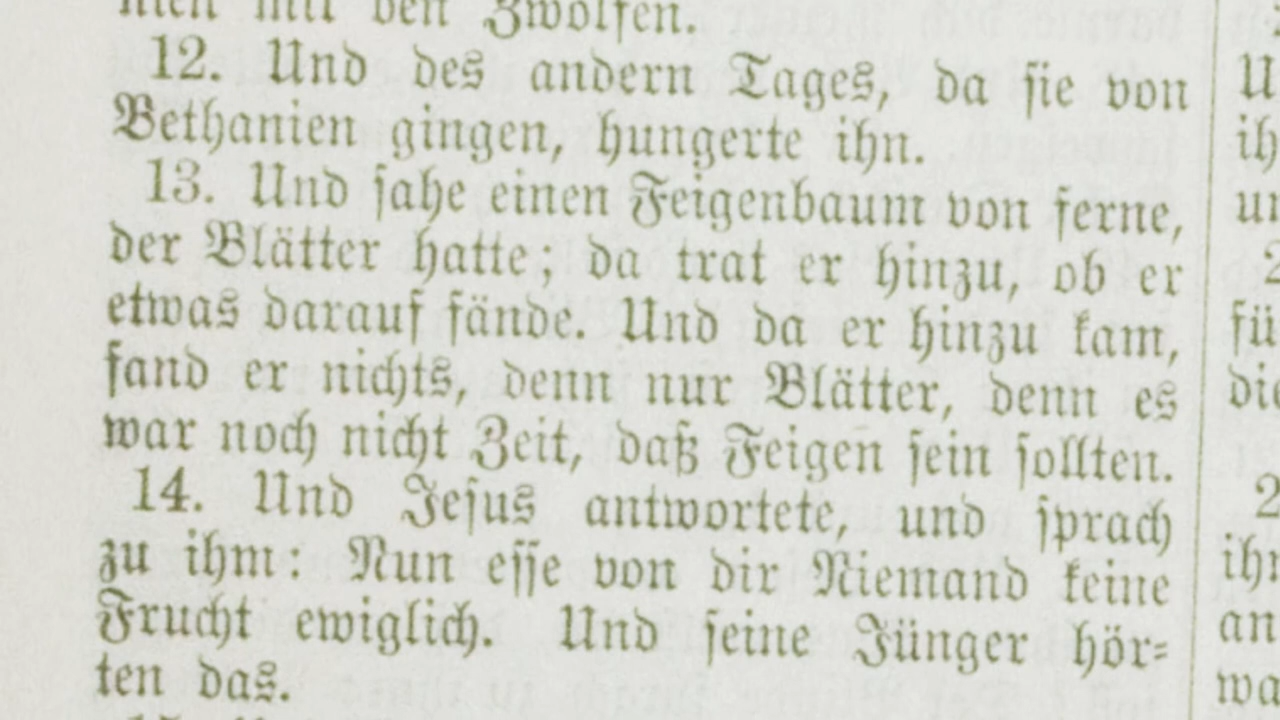 mit den Zwölfen.
12. Und des andern Tages, da sie von
Bethanien gingen, hungerte ihn.
13. Und sahe einen Feigenbaum von ferne,
der Blätter hatte; da trat er hinzu, ob er
etwas darauf fände. Und da er hinzu kam,
fand er nichts, denn nur Blätter, denn es
war noch nicht Zeit, daß Feigen sein sollten.
14. Und Jesus antwortete, und sprach
zu ihm: Nun esse von dir Niemand keine
Frucht ewiglich. Und seine Jünger hör-
ten das.